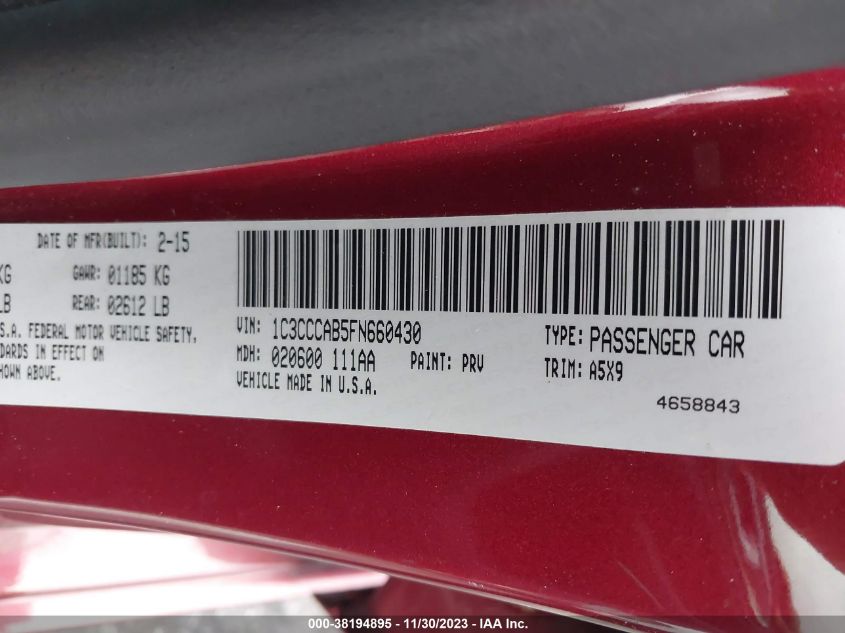 DATE OF MFR(BUILT): 2-15
KG GAWR: 01185 KG
LB REAR: 02612 LB
S.A. FEDERAL MOTOR VEHICLE SAFETY,
DARDS IN EFFECT ON
HOWN ABOVE.
VIN: 1C3CCCAB5FN660430
TYPE: PASSENGER CAR
MDH: 020600 111AA PAINT: PRV
TRIM: A5X9
VEHICLE MADE IN U.S.A.
4658843
000-38194895 - 11/30/2023 - IAA Inc.